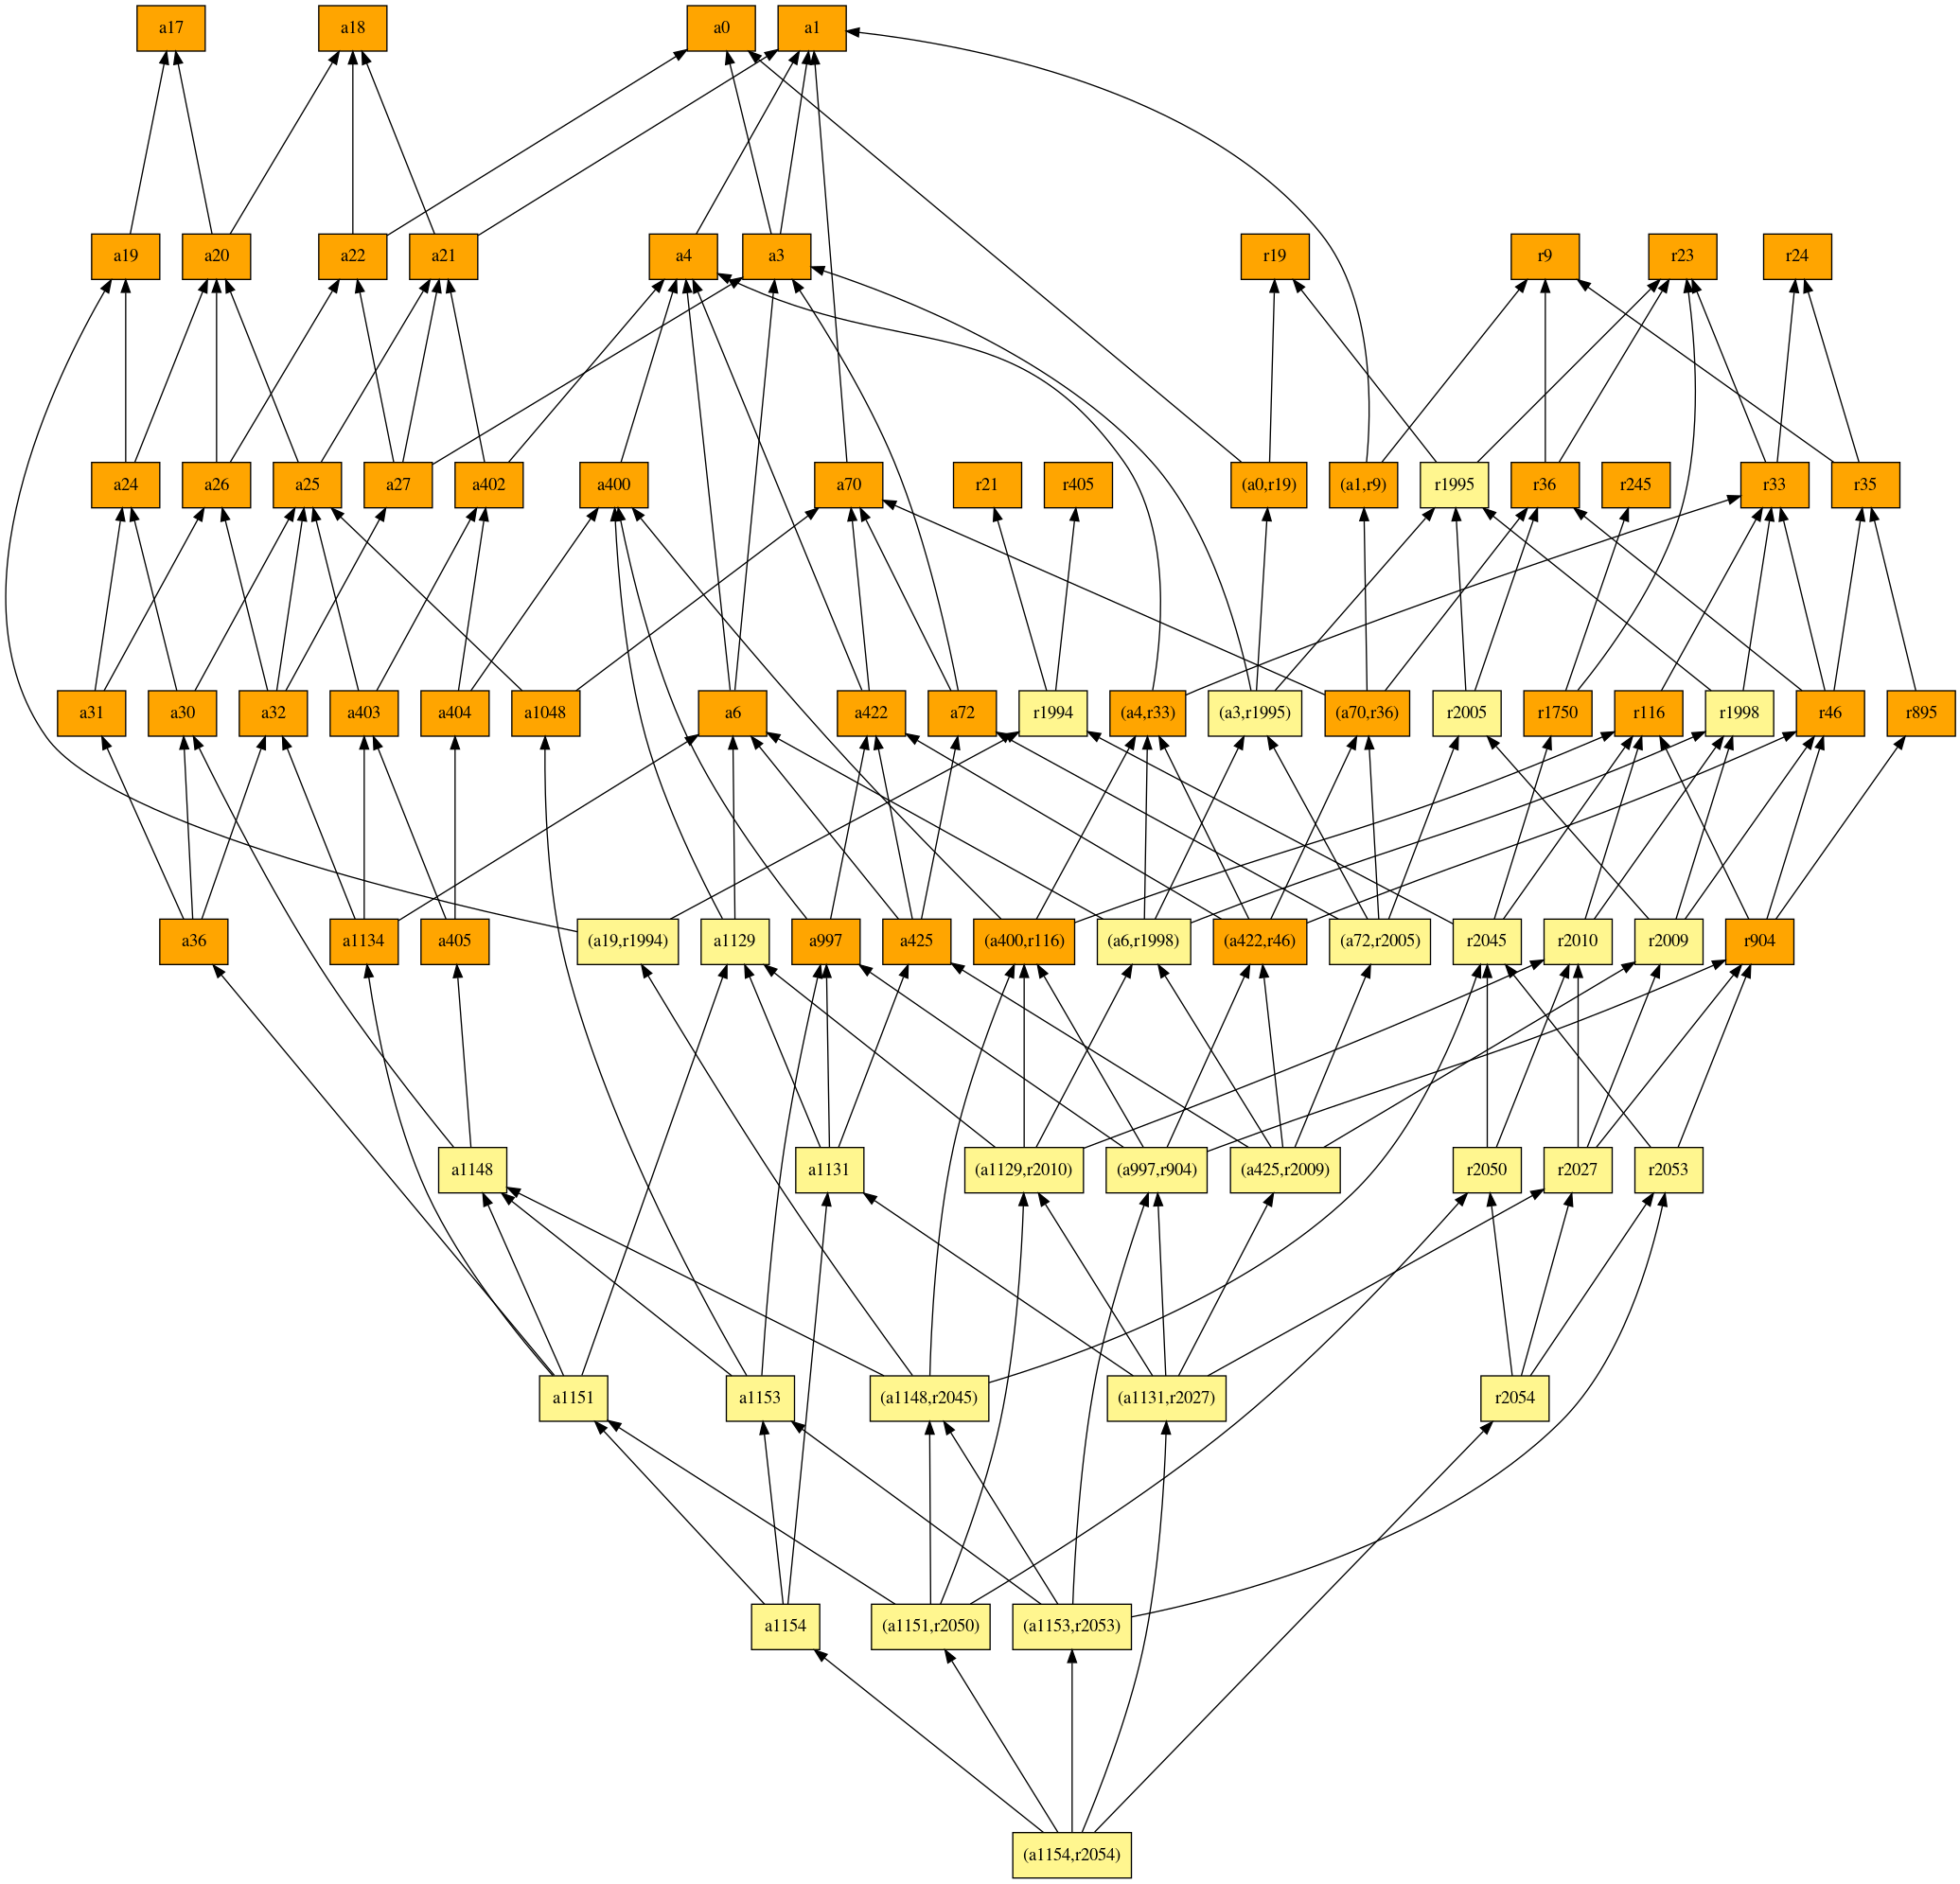 a17
a18
a0
a1
a19
a20
a22
a21
a4
a3
r19
r9
r23
r24
a24
a26
a25
a27
a402
a400
a70
r21
r405
(a0,r19)
(a1,r9)
r1995
r36
r245
r33
r35
a31
a30
a32
a403
a404
a1048
a6
a422
a72
r1994
(a4,r33)
(a3,r1995)
(a70,r36)
r2005
r1750
r116
r1998
r46
r895
a36
a1134
a405
(a19,r1994)
a1129
a997
a425
(a400,r116)
(a6,r1998)
(a422,r46)
(a72,r2005)
r2045
r2010
r2009
r904
a1148
a1131
(a1129,r2010)
(a997,r904)
(a425,r2009)
r2050
r2027
r2053
a1151
a1153
(a1148,r2045)
(a1131,r2027)
r2054
a1154
(a1151,r2050)
(a1153,r2053)
(a1154,r2054)